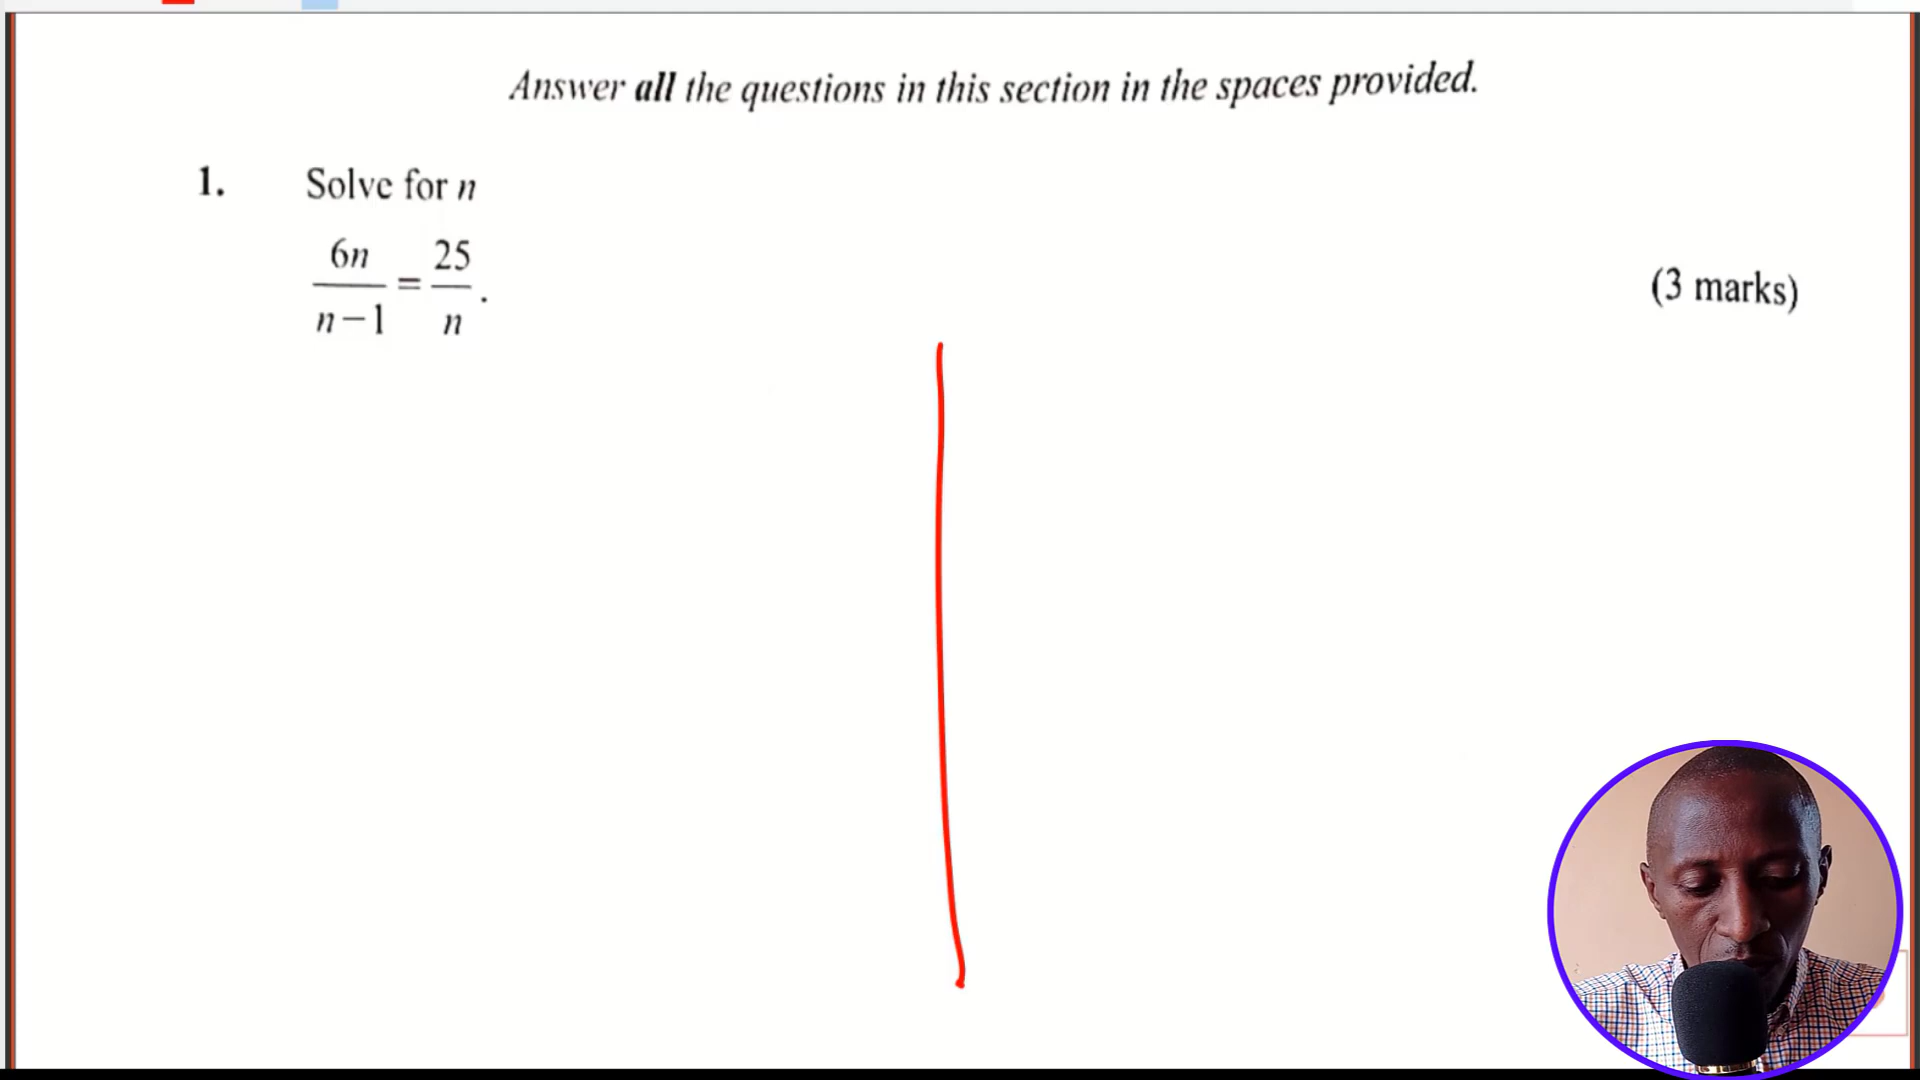 Answer all the questions in this section in the spaces provided.
1. Solve for n
6n/(n−1) = 25/n.
(3 marks)